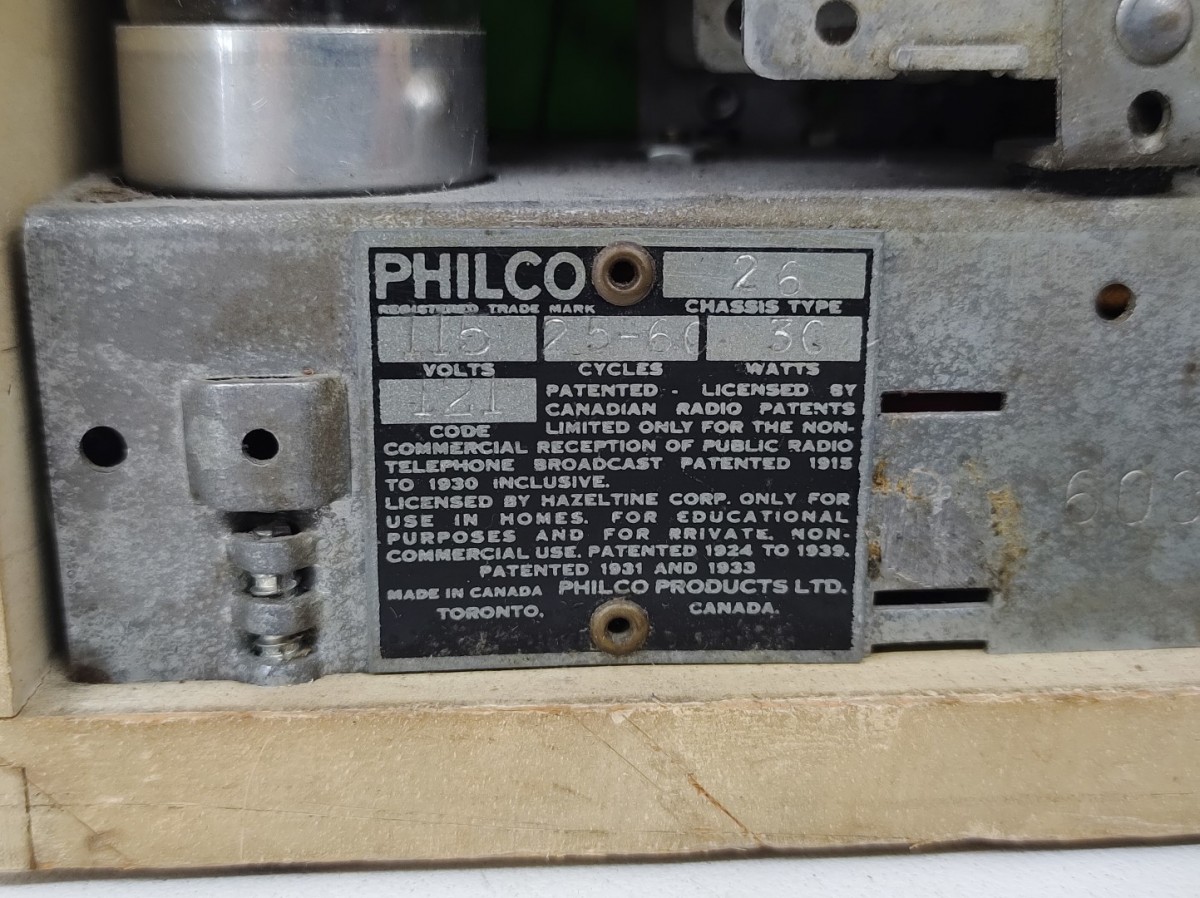 PHILCO 26
REGISTERED TRADE MARK CHASSIS TYPE
115 25-60 30
VOLTS CYCLES WATTS
121 PATENTED - LICENSED BY
CANADIAN RADIO PATENTS
CODE LIMITED ONLY FOR THE NON-
COMMERCIAL RECEPTION OF PUBLIC RADIO
TELEPHONE BROADCAST PATENTED 1915
TO 1930 INCLUSIVE.
LICENSED BY HAZELTINE CORP. ONLY FOR
USE IN HOMES. FOR EDUCATIONAL
PURPOSES AND FOR RRIVATE. NON-
COMMERCIAL USE. PATENTED 1924 TO 1939.
PATENTED 1931 AND 1933
MADE IN CANADA PHILCO PRODUCTS LTD.
TORONTO. CANADA.